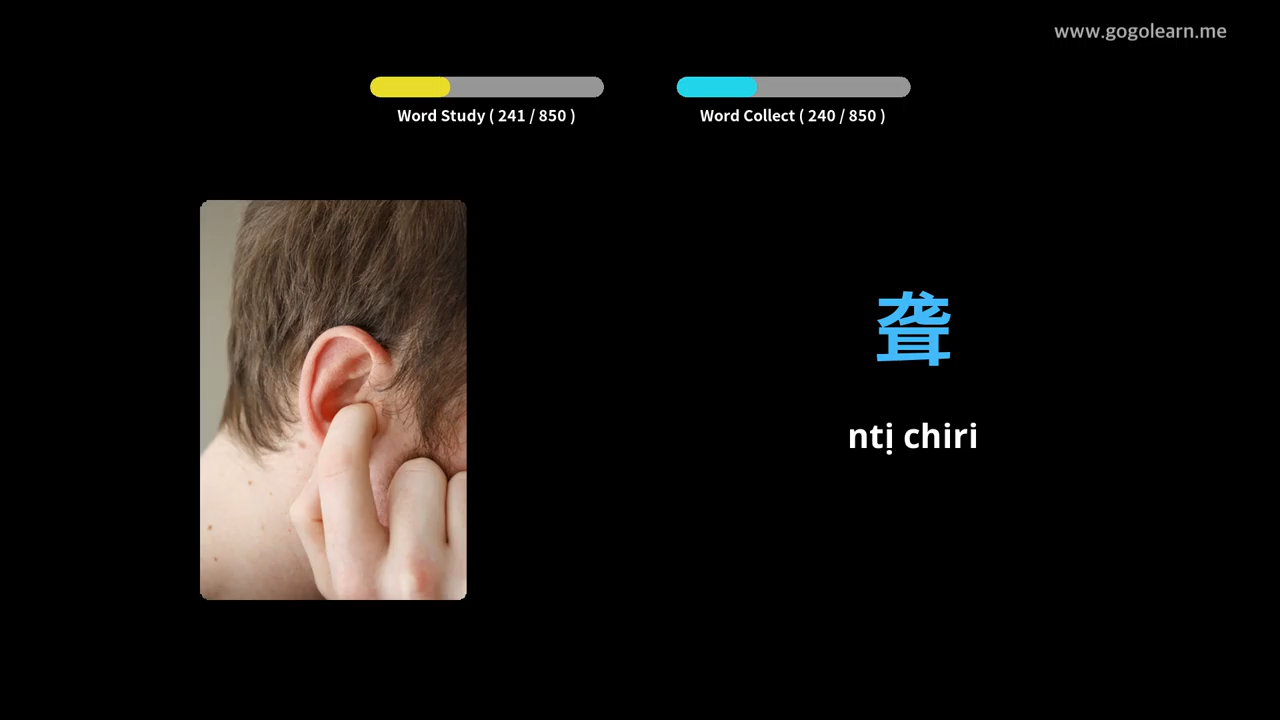 www.gogolearn.me
Word Study ( 241 / 850 )
Word Collect ( 240 / 850 )
聋
ntị chiri